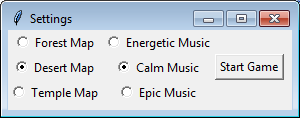 Settings
Forest Map Energetic Music
Desert Map Calm Music Start Game
Temple Map Epic Music